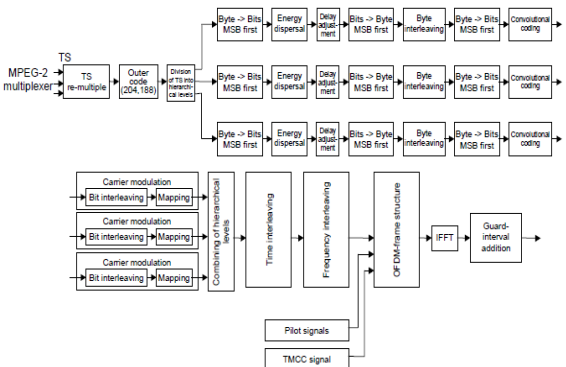 TS
MPEG-2
multiplexer
TS
re-multiple
Outer
code
(204,188)
Division
of TS into
hierarchi-
cal levels
Byte -> Bits
MSB first
Energy
dispersal
Delay
adjust-
ment
Bits -> Byte
MSB first
Byte
interleaving
Byte -> Bits
MSB first
Convolutional
coding
Byte -> Bits
MSB first
Energy
dispersal
Delay
adjust-
ment
Bits -> Byte
MSB first
Byte
interleaving
Byte -> Bits
MSB first
Convolutional
coding
Byte -> Bits
MSB first
Energy
dispersal
Delay
adjust-
ment
Bits -> Byte
MSB first
Byte
interleaving
Byte -> Bits
MSB first
Convolutional
coding
Carrier modulation
Bit interleaving
Mapping
Carrier modulation
Bit interleaving
Mapping
Carrier modulation
Bit interleaving
Mapping
Combining of hierarchical
levels
Time interleaving
Frequency interleaving
OFDM-frame structure
IFFT
Guard-
interval
addition
Pilot signals
TMCC signal